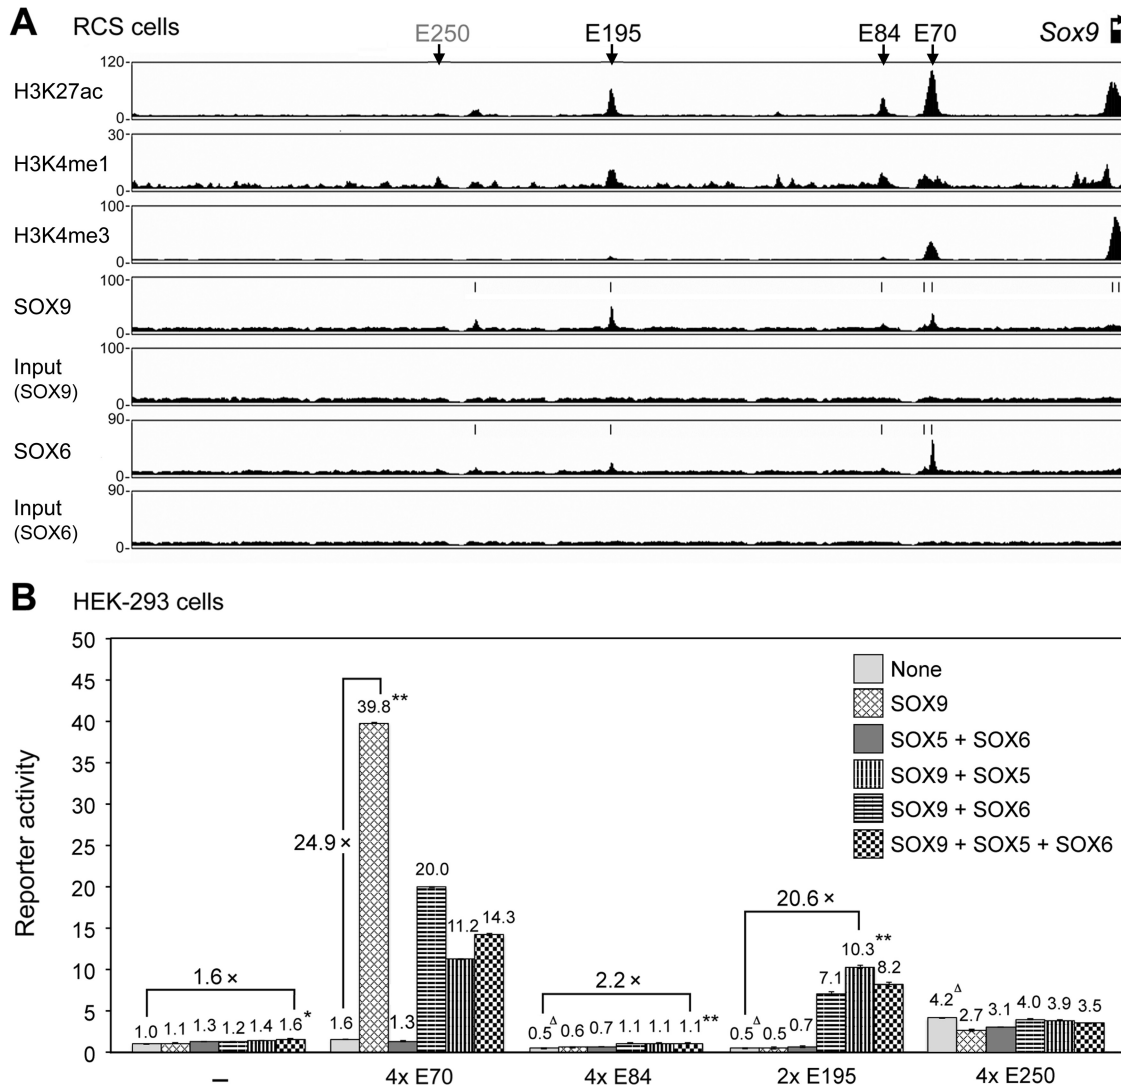 A RCS cells
E250 E195 E84 E70 Sox9
H3K27ac
120
0
H3K4me1
30
0
H3K4me3
100
0
SOX9
100
0
Input
(SOX9)
100
0
SOX6
90
0
Input
(SOX6)
90
0
B HEK-293 cells
Reporter activity
50
45
40
35
30
25
20
15
10
5
0
None
SOX9
SOX5 + SOX6
SOX9 + SOX5
SOX9 + SOX6
SOX9 + SOX5 + SOX6
1.6 ×
1.0 1.1 1.3 1.2 1.4 1.6 *
24.9 ×
1.6 39.8 ** 1.3 20.0 11.2 14.3
2.2 ×
0.5 Δ 0.6 0.7 1.1 1.1 1.1 **
20.6 ×
0.5 Δ 0.5 0.7 7.1 10.3 ** 8.2
4.2 Δ 2.7 3.1 4.0 3.9 3.5
– 4x E70 4x E84 2x E195 4x E250